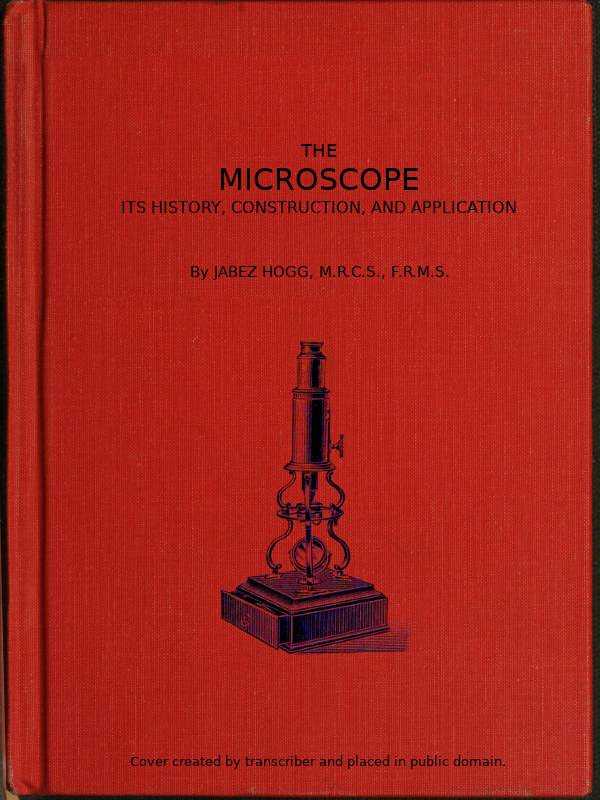 THE
MICROSCOPE
ITS HISTORY, CONSTRUCTION, AND APPLICATION
By JABEZ HOGG, M.R.C.S., F.R.M.S.
Cover created by transcriber and placed in public domain.